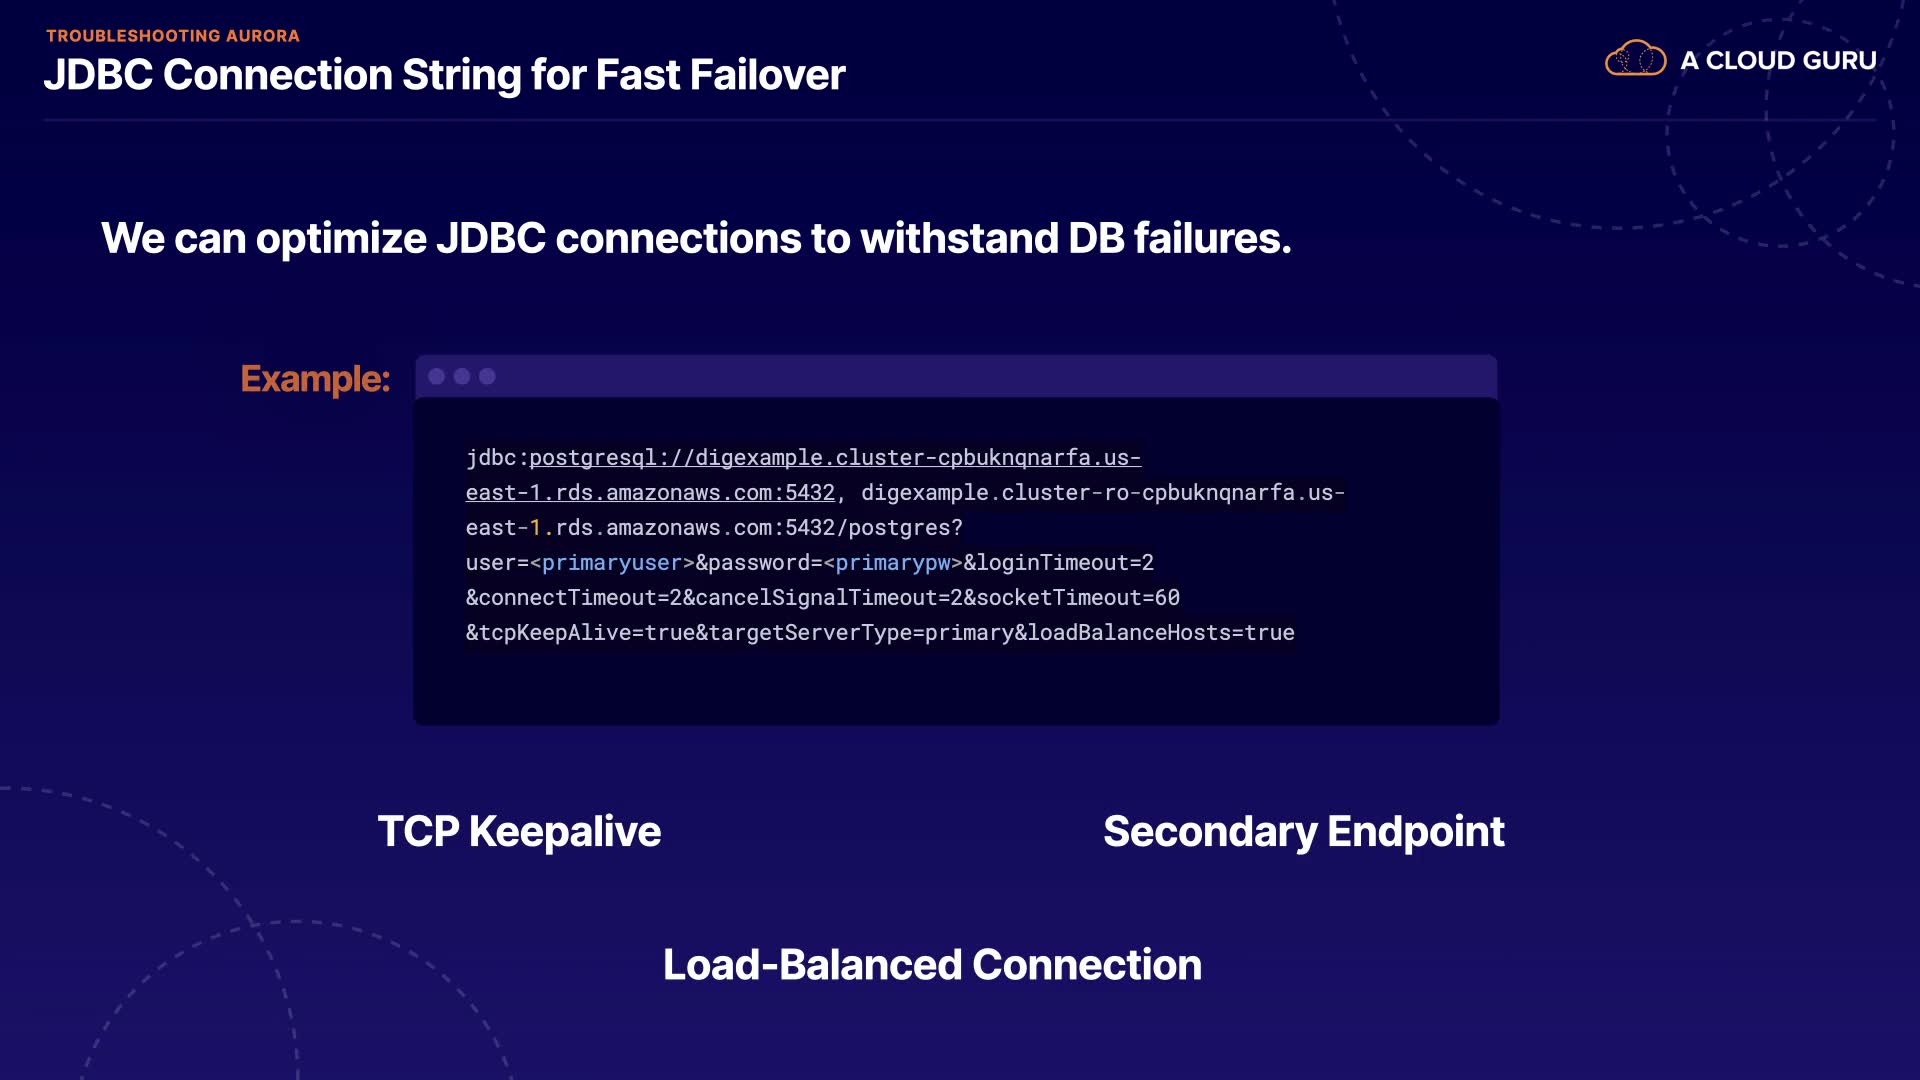 TROUBLESHOOTING AURORA
JDBC Connection String for Fast Failover
A CLOUD GURU
We can optimize JDBC connections to withstand DB failures.
Example:
jdbc:postgresql://digexample.cluster-cpbuknqnarfa.us-
east-1.rds.amazonaws.com:5432, digexample.cluster-ro-cpbuknqnarfa.us-
east-1.rds.amazonaws.com:5432/postgres?
user=<primaryuser>&password=<primarypw>&loginTimeout=2
&connectTimeout=2&cancelSignalTimeout=2&socketTimeout=60
&tcpKeepAlive=true&targetServerType=primary&loadBalanceHosts=true
TCP Keepalive
Secondary Endpoint
Load-Balanced Connection